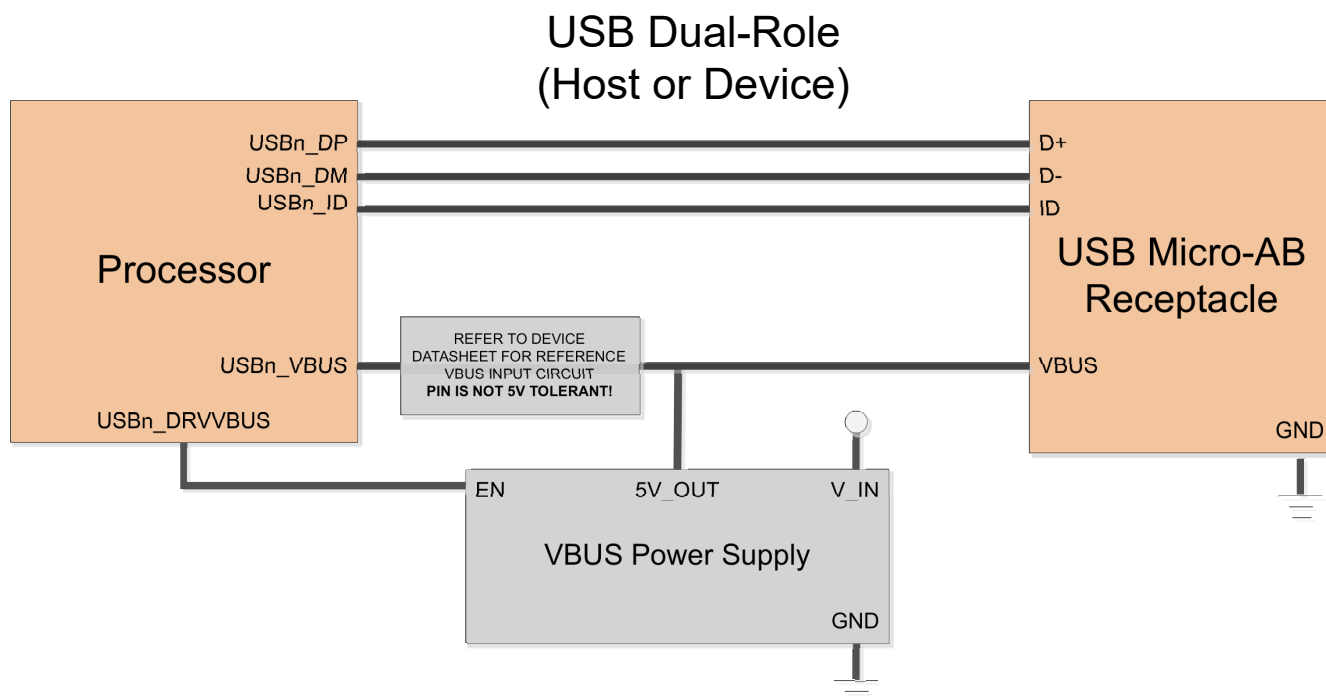 USB Dual-Role
(Host or Device)
USBn_DP
USBn_DM
USBn_ID
Processor
USBn_VBUS
USBn_DRVVBUS
REFER TO DEVICE
DATASHEET FOR REFERENCE
VBUS INPUT CIRCUIT
PIN IS NOT 5V TOLERANT!
D+
D-
ID
USB Micro-AB
Receptacle
VBUS
GND
EN
5V_OUT
V_IN
VBUS Power Supply
GND